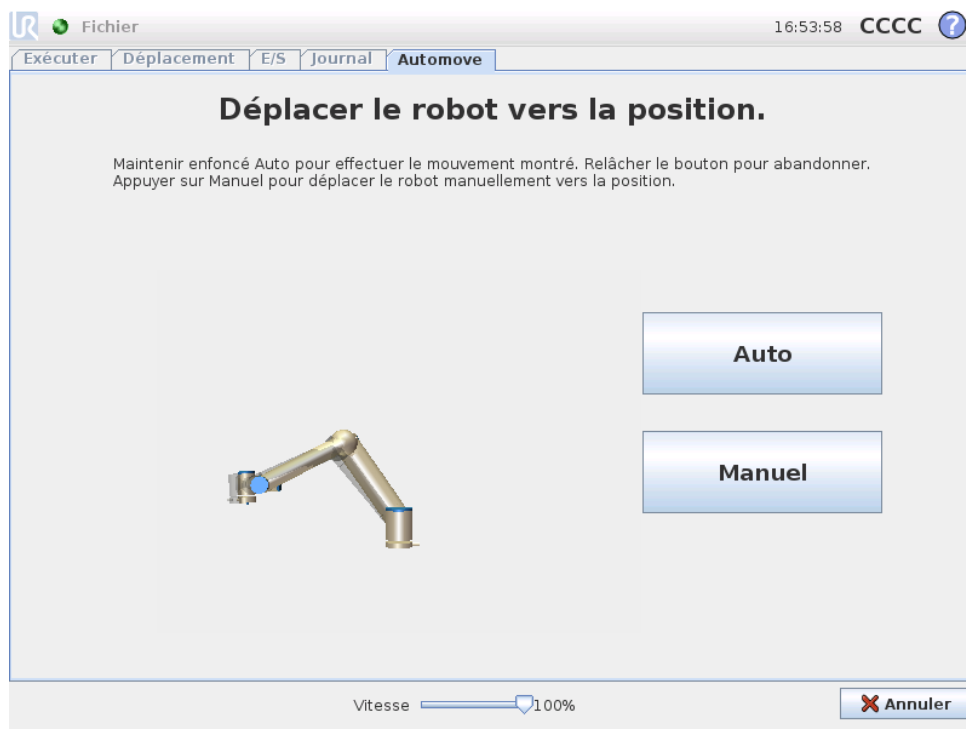 UR Fichier 16:53:58 CCCC ?
Exécuter Déplacement E/S Journal Automove
Déplacer le robot vers la position.
Maintenir enfoncé Auto pour effectuer le mouvement montré. Relâcher le bouton pour abandonner.
Appuyer sur Manuel pour déplacer le robot manuellement vers la position.
Auto
Manuel
Vitesse 100% Annuler